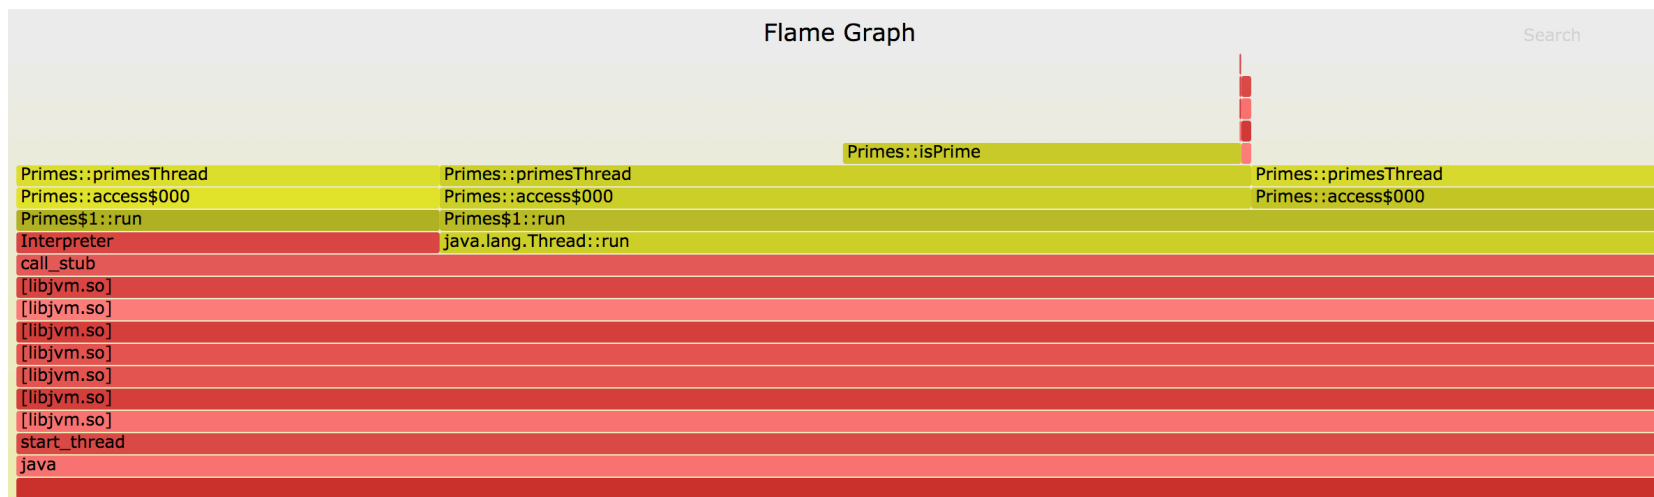 Flame Graph
Search
Primes::isPrime
Primes::primesThread Primes::primesThread Primes::primesThread
Primes::access$000 Primes::access$000 Primes::access$000
Primes$1::run Primes$1::run
Interpreter java.lang.Thread::run
call_stub
[libjvm.so]
[libjvm.so]
[libjvm.so]
[libjvm.so]
[libjvm.so]
[libjvm.so]
[libjvm.so]
start_thread
java